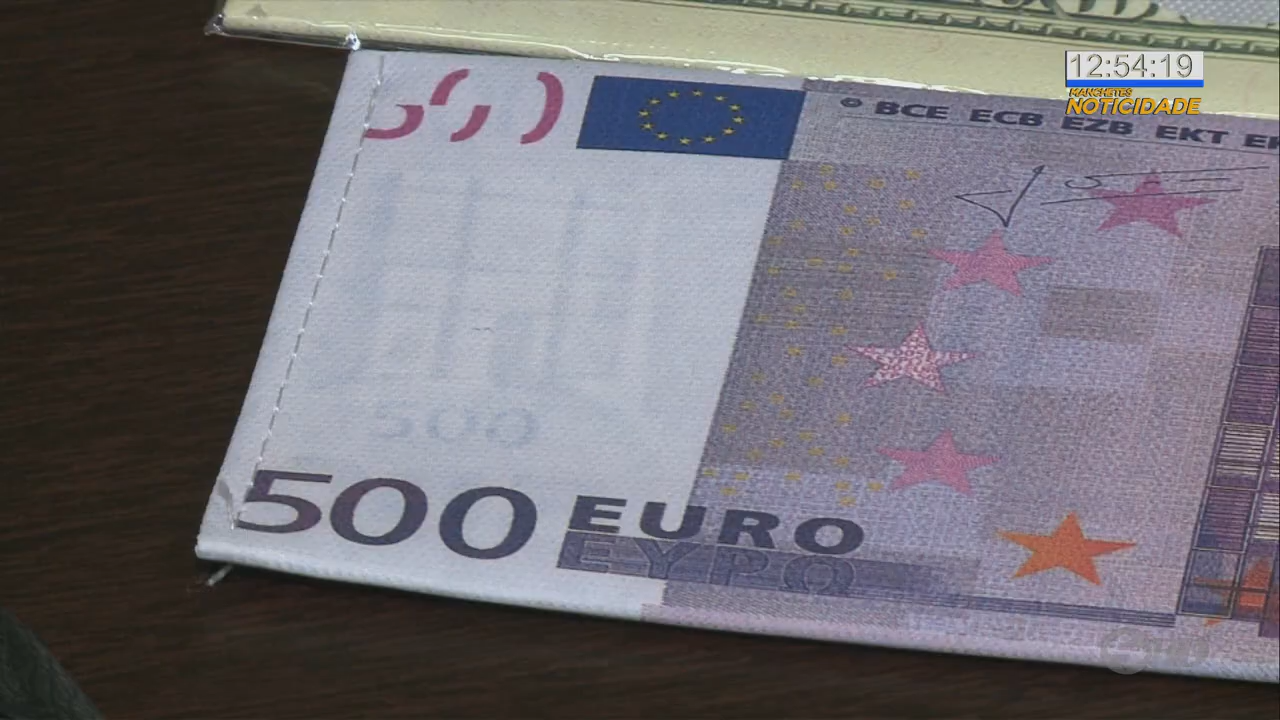 12:54:19
MANCHETES
NOTICIDADE
BCE ECB EZB EKT
500
500 EURO
ΕΥΡΩ